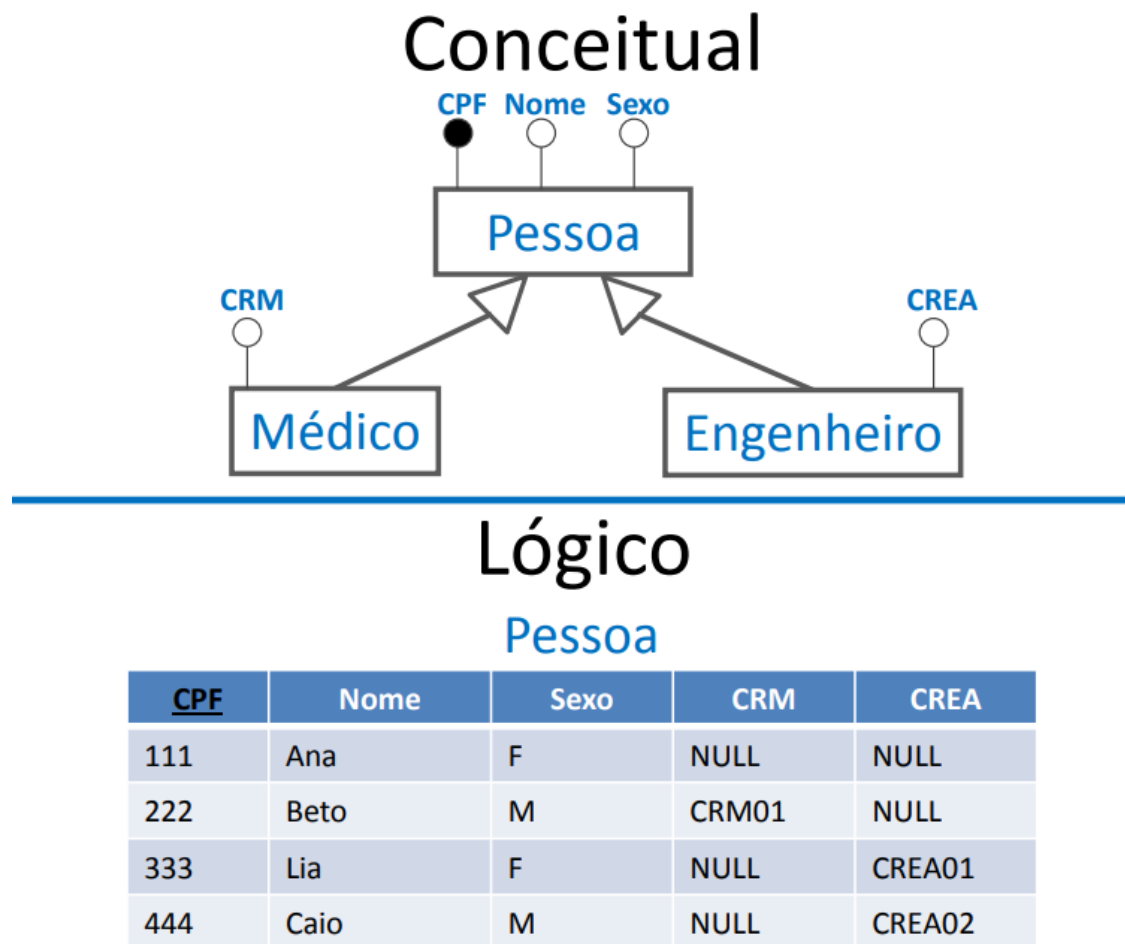 Conceitual
CPF Nome Sexo
Pessoa
CRM
CREA
Médico
Engenheiro
Lógico
Pessoa
CPF Nome Sexo CRM CREA
111 Ana F NULL NULL
222 Beto M CRM01 NULL
333 Lia F NULL CREA01
444 Caio M NULL CREA02